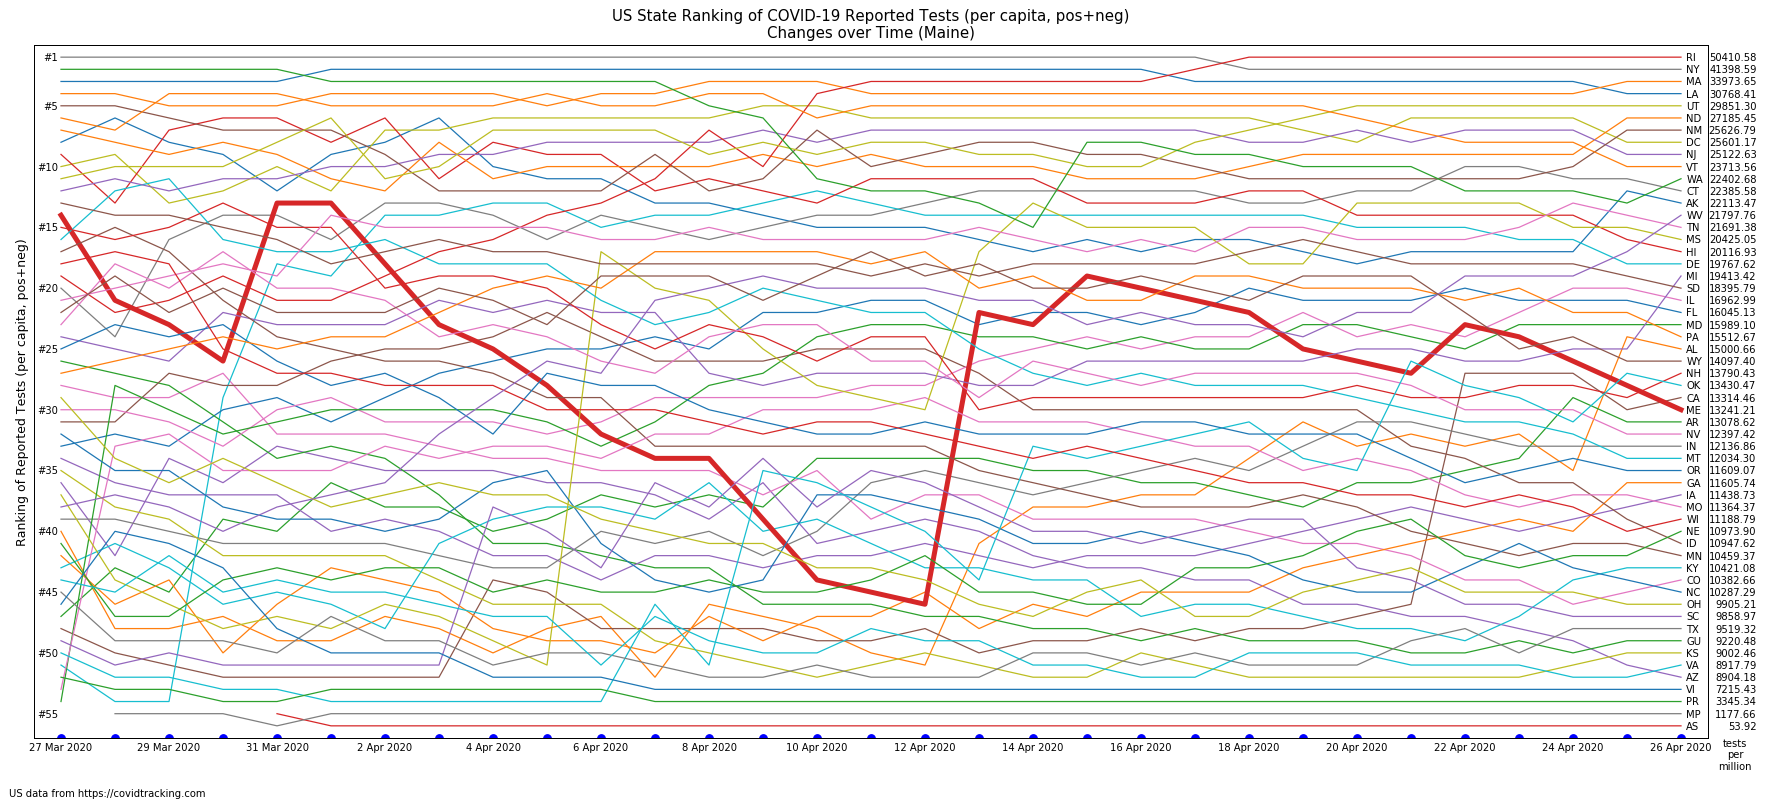 US State Ranking of COVID-19 Reported Tests (per capita, pos+neg)
Changes over Time (Maine)
Ranking of Reported Tests (per capita, pos+neg)
#1
#5
#10
#15
#20
#25
#30
#35
#40
#45
#50
#55
RI 50410.58
NY 41398.59
MA 33973.65
LA 30768.41
UT 29851.30
ND 27185.45
NM 25626.79
DC 25601.17
NJ 25122.63
VT 23713.56
WA 22402.68
CT 22385.58
AK 22113.47
WV 21797.76
TN 21691.38
MS 20425.05
HI 20116.93
DE 19767.62
MI 19413.42
SD 18395.79
IL 16962.99
FL 16045.13
MD 15989.10
PA 15512.67
AL 15000.66
WY 14097.40
NH 13790.43
OK 13430.47
CA 13314.46
ME 13241.21
AR 13078.62
NV 12397.42
IN 12136.86
MT 12034.30
OR 11609.07
GA 11605.74
IA 11438.73
MO 11364.37
WI 11188.79
NE 10973.90
ID 10947.62
MN 10459.37
KY 10421.08
CO 10382.66
NC 10287.29
OH 9905.21
SC 9858.97
TX 9519.32
GU 9220.48
KS 9002.46
VA 8917.79
AZ 8904.18
VI 7215.43
PR 3345.34
MP 1177.66
AS 53.92
27 Mar 2020
29 Mar 2020
31 Mar 2020
2 Apr 2020
4 Apr 2020
6 Apr 2020
8 Apr 2020
10 Apr 2020
12 Apr 2020
14 Apr 2020
16 Apr 2020
18 Apr 2020
20 Apr 2020
22 Apr 2020
24 Apr 2020
26 Apr 2020
tests
per
million
US data from https://covidtracking.com